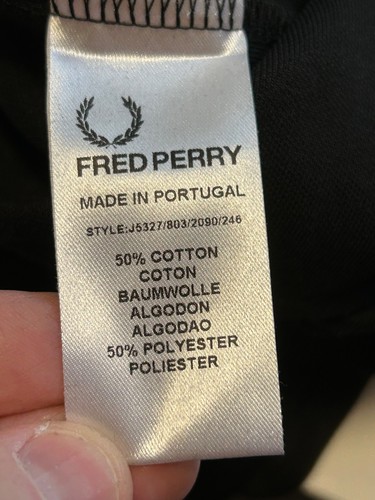 FRED PERRY
MADE IN PORTUGAL
STYLE:J5327/803/2090/246
50% COTTON
COTON
BAUMWOLLE
ALGODON
ALGODAO
50% POLYESTER
POLIESTER